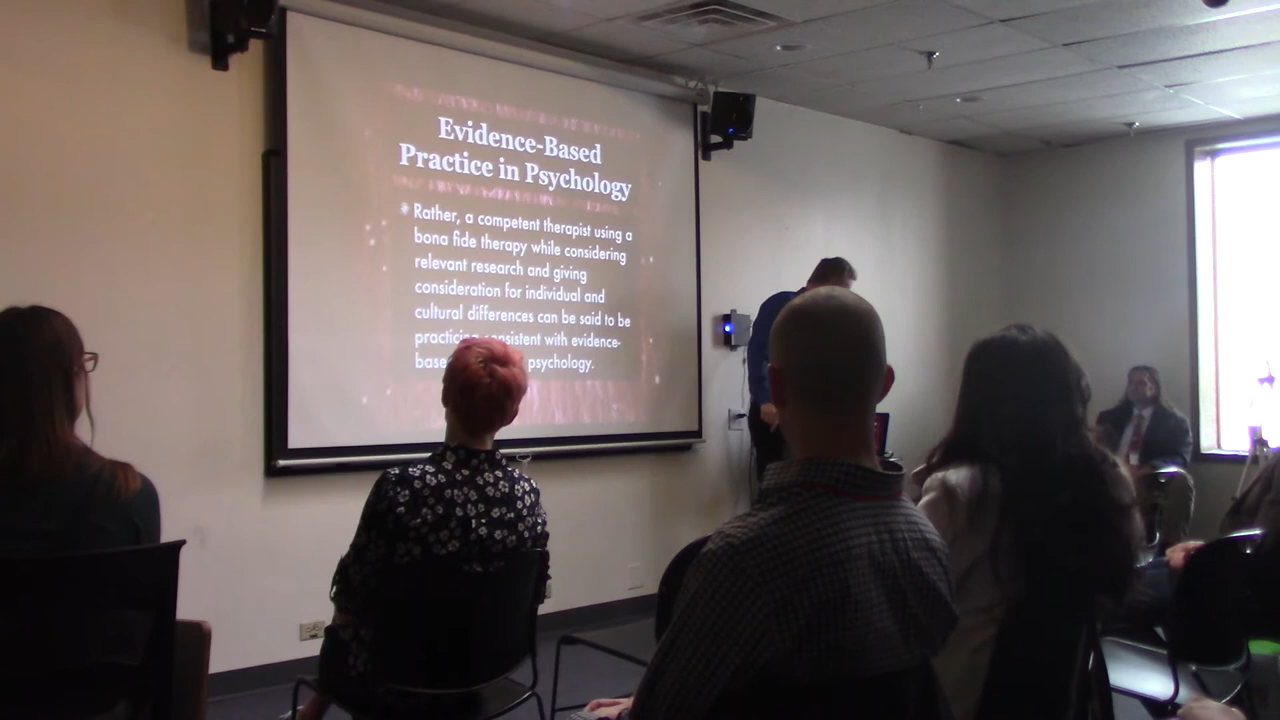 Evidence-Based
Practice in Psychology
Rather, a competent therapist using a
bona fide therapy while considering
relevant research and giving
consideration for individual and
cultural differences can be said to be
practicing consistent with evidence-
base psychology.